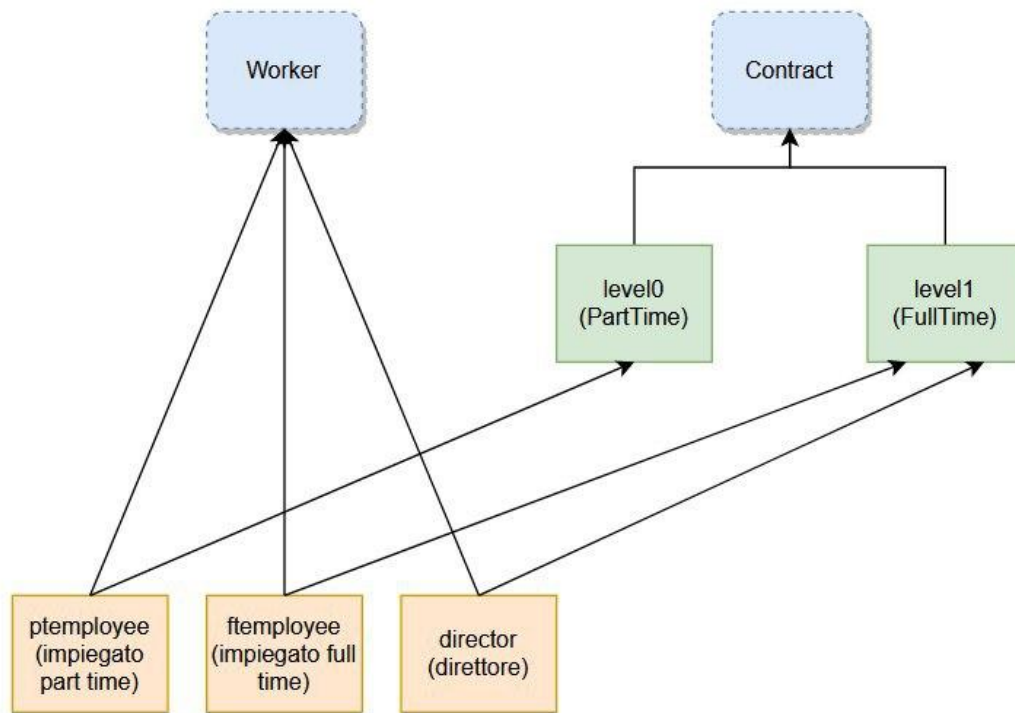 Worker
Contract
level0
(PartTime)
level1
(FullTime)
ptemployee
(impiegato
part time)
ftemployee
(impiegato full
time)
director
(direttore)